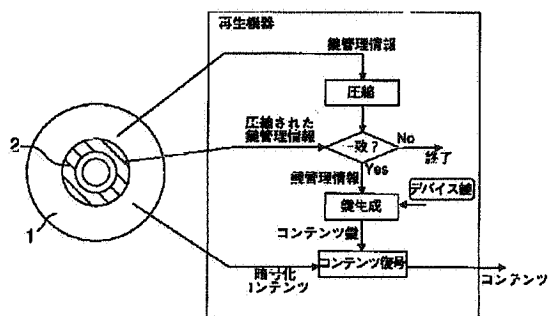 再生機器
鍵管理情報
圧縮
圧縮された
鍵管理情報
一致？
No
終了
Yes
鍵管理情報
デバイス鍵
鍵生成
コンテンツ鍵
コンテンツ復号
暗号化
コンテンツ
コンテンツ
2
1